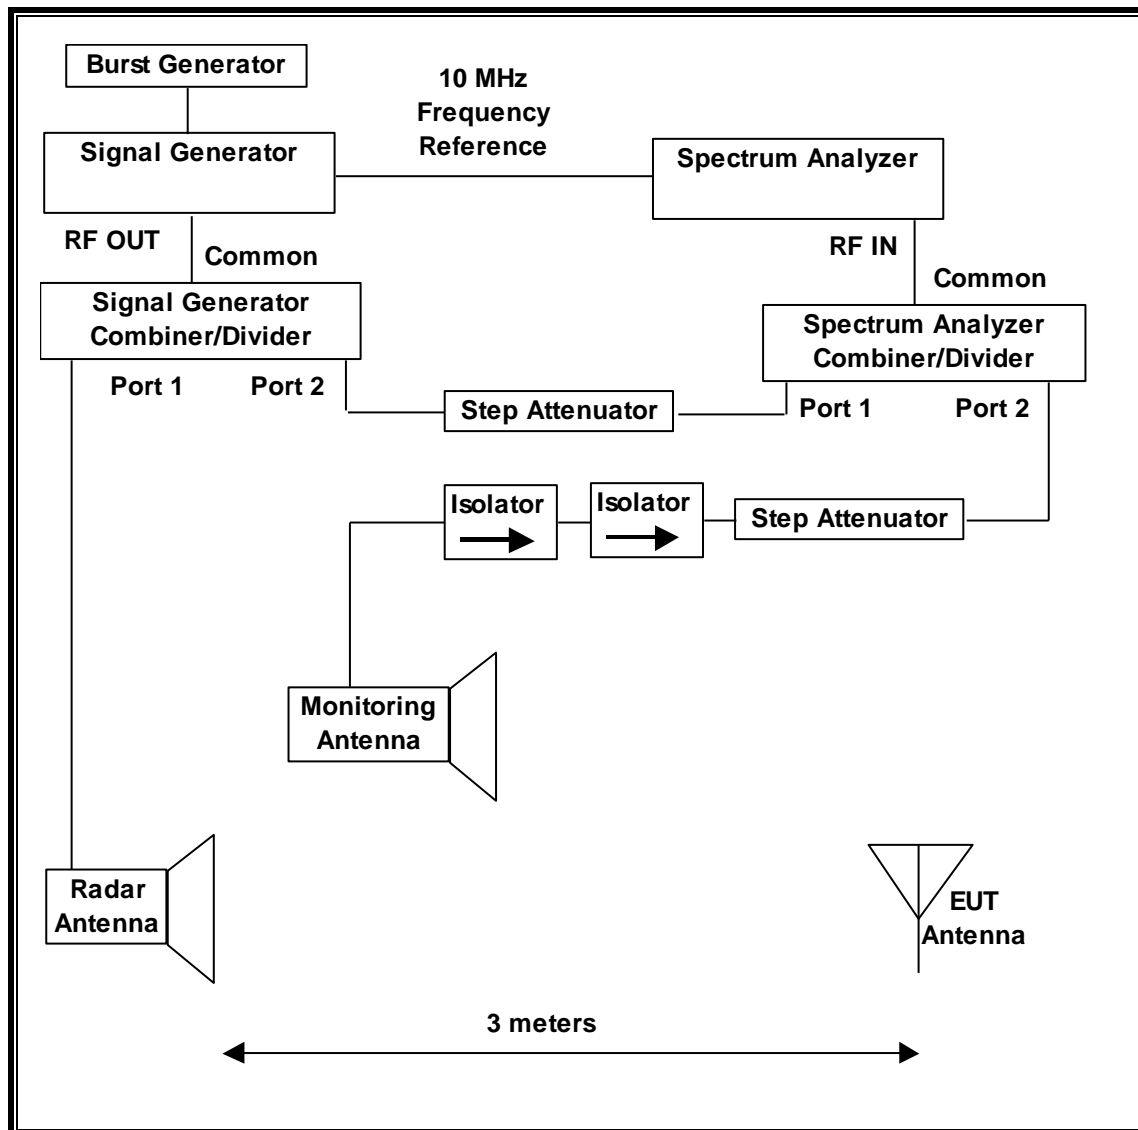 Burst Generator
10 MHz
Frequency
Reference
Signal Generator
Spectrum Analyzer
RF OUT
Common
RF IN
Common
Signal Generator
Combiner/Divider
Spectrum Analyzer
Combiner/Divider
Port 1
Port 2
Step Attenuator
Port 1
Port 2
Isolator
Isolator
Step Attenuator
Monitoring
Antenna
Radar
Antenna
EUT
Antenna
3 meters